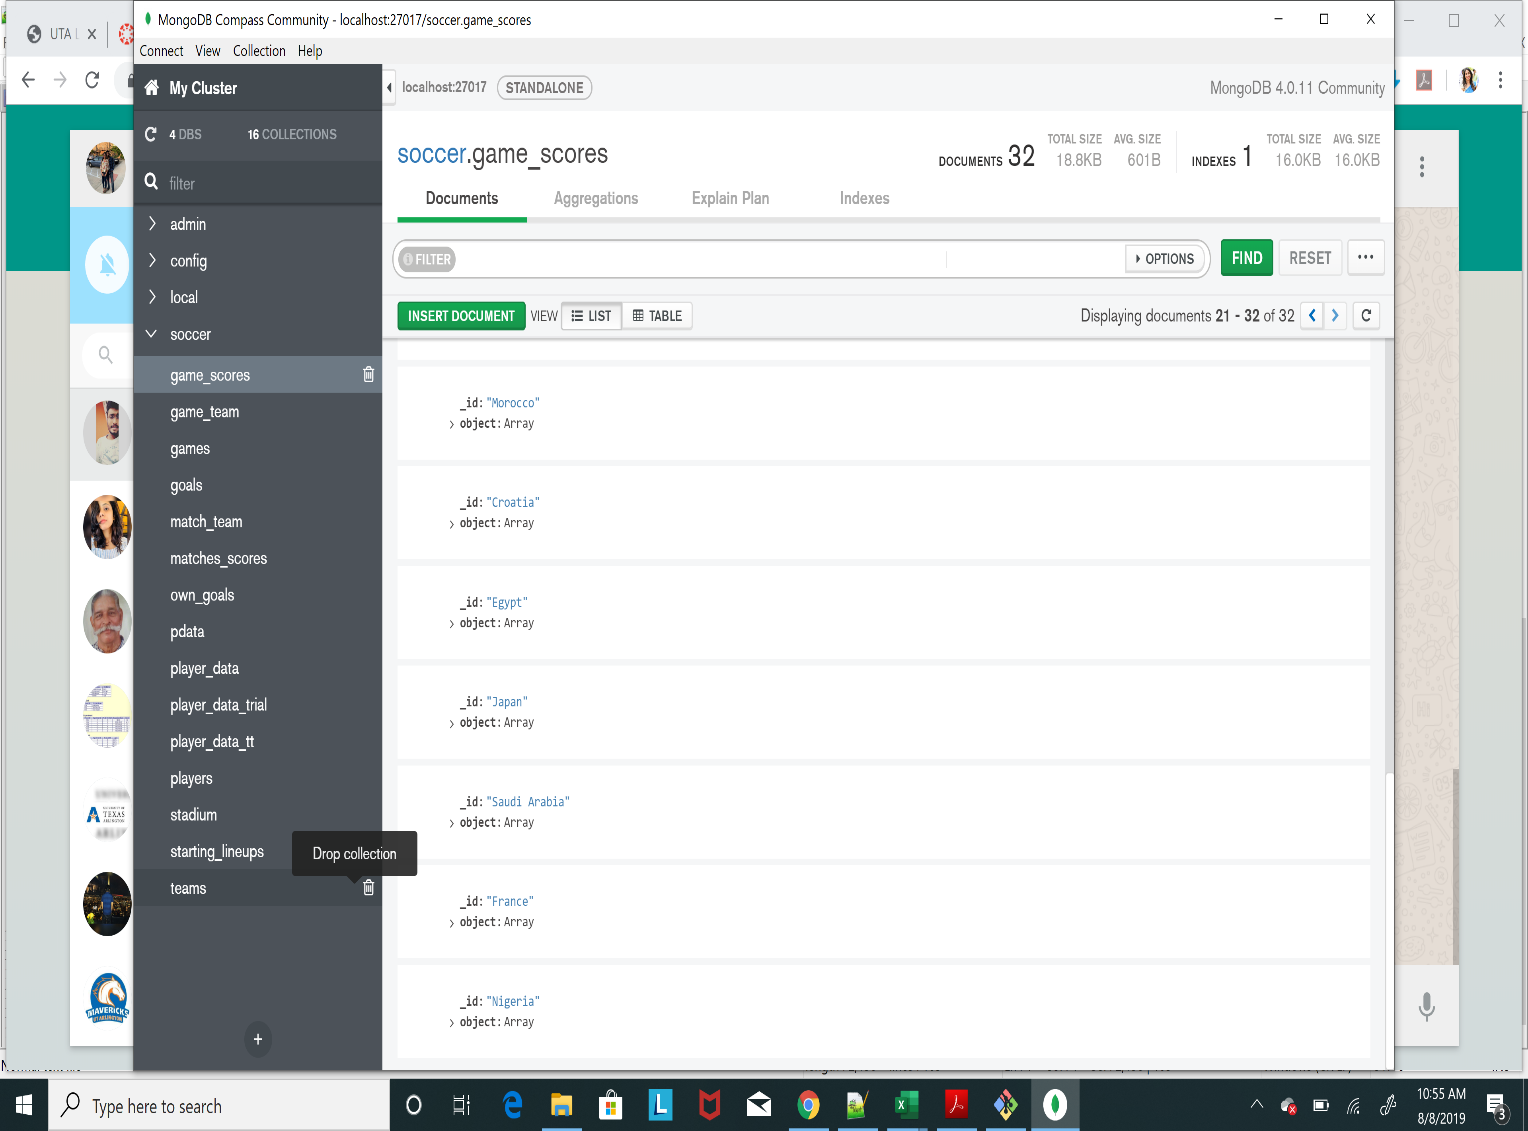 UTA
MongoDB Compass Community - localhost:27017/soccer.game_scores
Connect View Collection Help
My Cluster
localhost:27017 STANDALONE
MongoDB 4.0.11 Community
4 DBS 16 COLLECTIONS
filter
soccer.game_scores
DOCUMENTS 32 TOTAL SIZE 18.8KB AVG. SIZE 601B
INDEXES 1 TOTAL SIZE 16.0KB AVG. SIZE 16.0KB
Documents Aggregations Explain Plan Indexes
FILTER OPTIONS FIND RESET ...
INSERT DOCUMENT VIEW LIST TABLE
Displaying documents 21 - 32 of 32
admin
config
local
soccer
game_scores
game_team
games
goals
match_team
matches_scores
own_goals
pdata
player_data
player_data_trial
player_data_tt
players
stadium
starting_lineups
teams
Drop collection
+
_id: "Morocco"
object: Array
_id: "Croatia"
object: Array
_id: "Egypt"
object: Array
_id: "Japan"
object: Array
_id: "Saudi Arabia"
object: Array
_id: "France"
object: Array
_id: "Nigeria"
object: Array
TEXAS
MAVERICKS
Type here to search
10:55 AM
8/8/2019
3